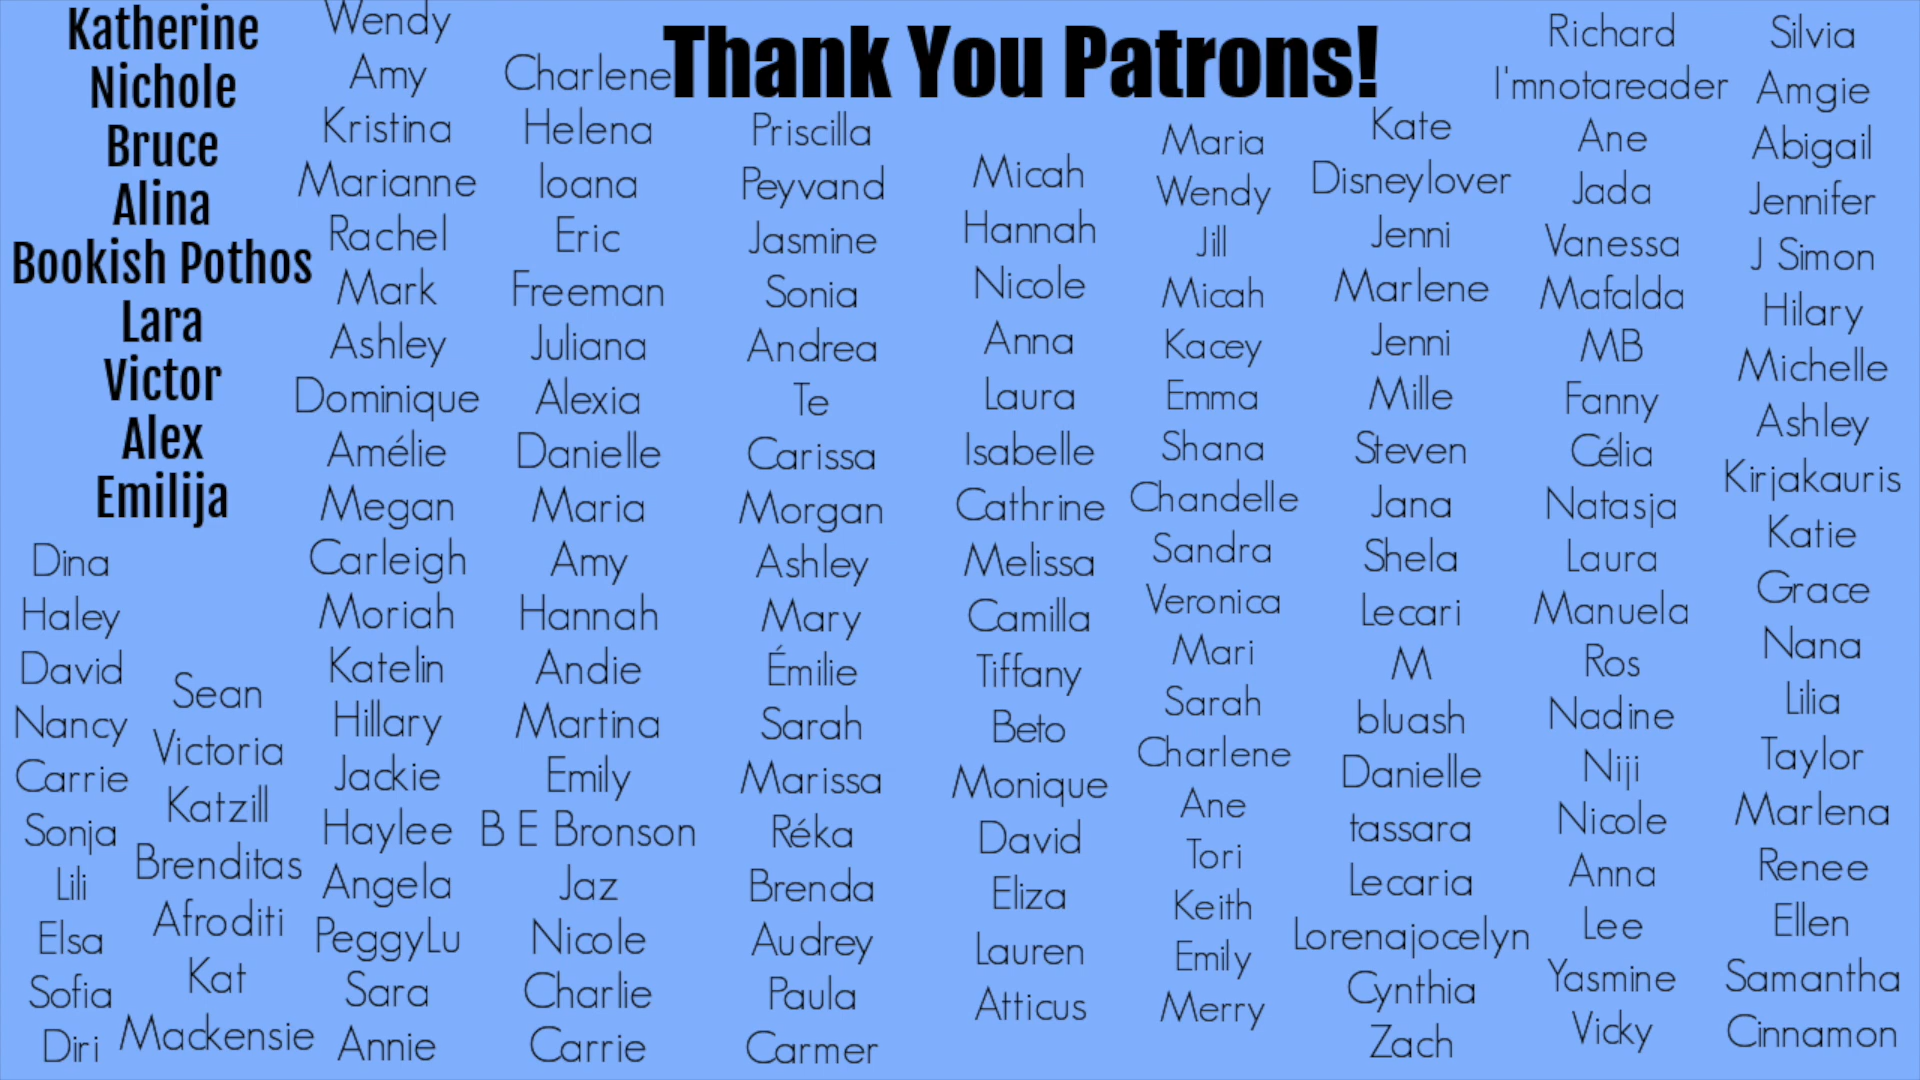 Thank You Patrons!
Katherine
Nichole
Bruce
Alina
Bookish Pothos
Lara
Victor
Alex
Emilija
Dina
Haley
David
Nancy
Carrie
Sonja
Lili
Elsa
Sofia
Diri
Sean
Victoria
Katzill
Brenditas
Afroditi
Kat
Mackensie
Wendy
Amy
Kristina
Marianne
Rachel
Mark
Ashley
Dominique
Amélie
Megan
Carleigh
Moriah
Katelin
Hillary
Jackie
Haylee
Angela
PeggyLu
Sara
Annie
Charlene
Helena
Ioana
Eric
Freeman
Juliana
Alexia
Danielle
Maria
Amy
Hannah
Andie
Martina
Emily
B E Bronson
Jaz
Nicole
Charlie
Carrie
Priscilla
Peyvand
Jasmine
Sonia
Andrea
Te
Carissa
Morgan
Ashley
Mary
Émilie
Sarah
Marissa
Réka
Brenda
Audrey
Paula
Carmer
Micah
Hannah
Nicole
Anna
Laura
Isabelle
Cathrine
Melissa
Camilla
Tiffany
Beto
Monique
David
Eliza
Lauren
Atticus
Maria
Wendy
Jill
Micah
Kacey
Emma
Shana
Chandelle
Sandra
Veronica
Mari
Sarah
Charlene
Ane
Tori
Keith
Emily
Merry
Kate
Disneylover
Jenni
Marlene
Jenni
Mille
Steven
Jana
Shela
Lecari
M
bluash
Danielle
tassara
Lecaria
Lorenajocelyn
Cynthia
Zach
Richard
I'mnotareader
Ane
Jada
Vanessa
Mafalda
MB
Fanny
Célia
Natasja
Laura
Manuela
Ros
Nadine
Niji
Nicole
Anna
Lee
Yasmine
Vicky
Silvia
Amgie
Abigail
Jennifer
J Simon
Hilary
Michelle
Ashley
Kirjakauris
Katie
Grace
Nana
Lilia
Taylor
Marlena
Renee
Ellen
Samantha
Cinnamon